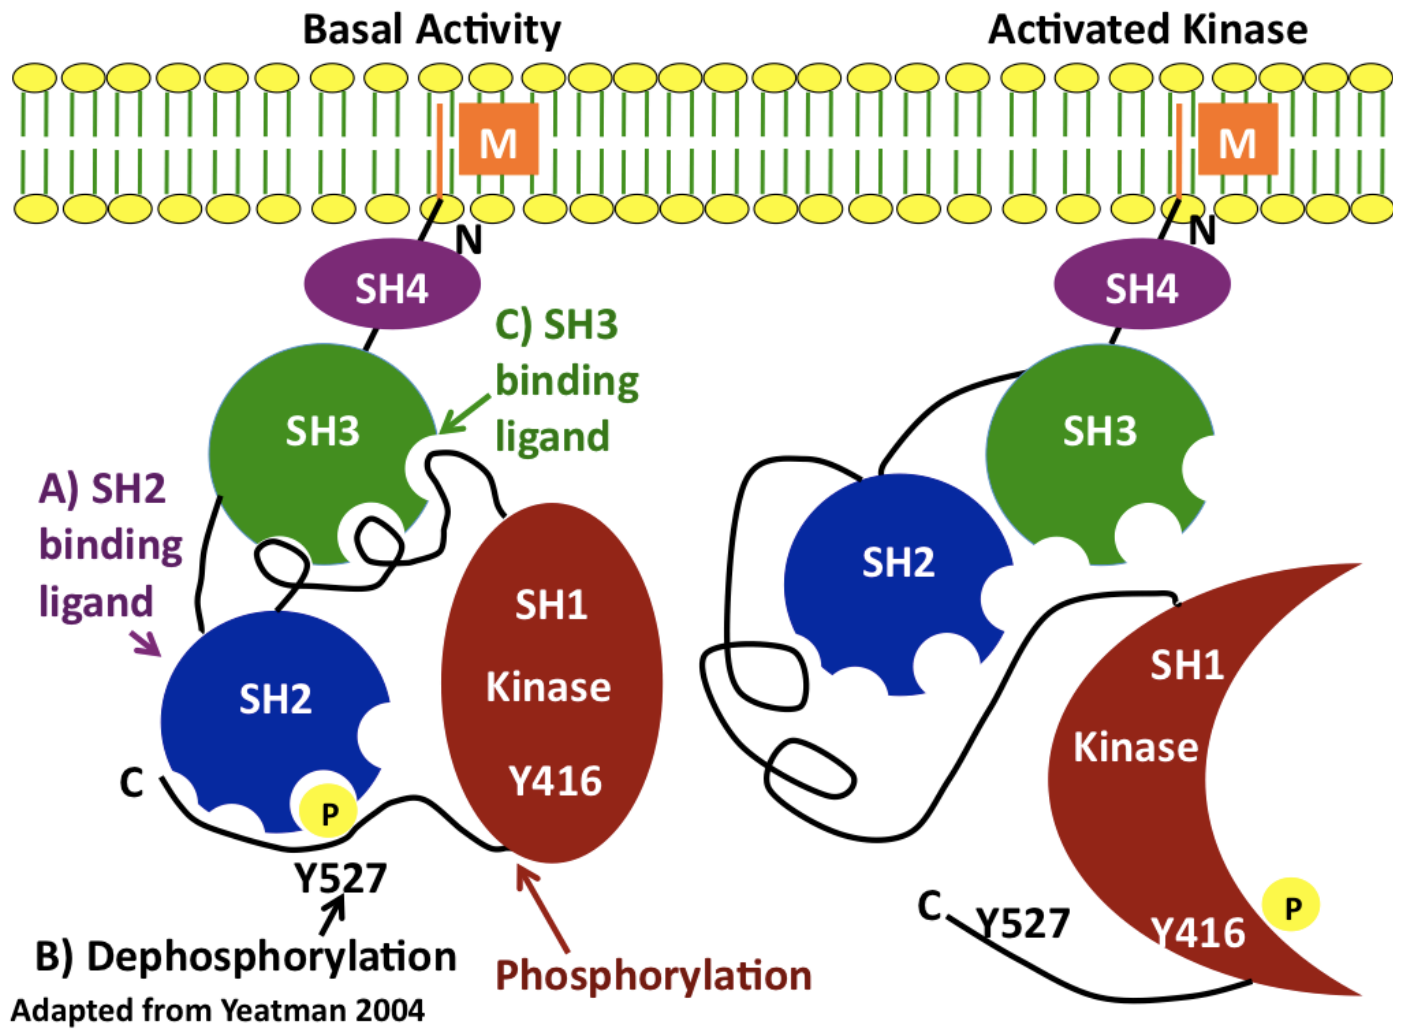 Basal Activity
Activated Kinase
M
M
N
N
SH4
SH4
C) SH3
binding
ligand
SH3
SH3
A) SH2
binding
ligand
SH2
SH2
SH1
Kinase
Y416
SH1
Kinase
Y416
C
P
Y527
C
Y527
P
B) Dephosphorylation
Phosphorylation
Adapted from Yeatman 2004